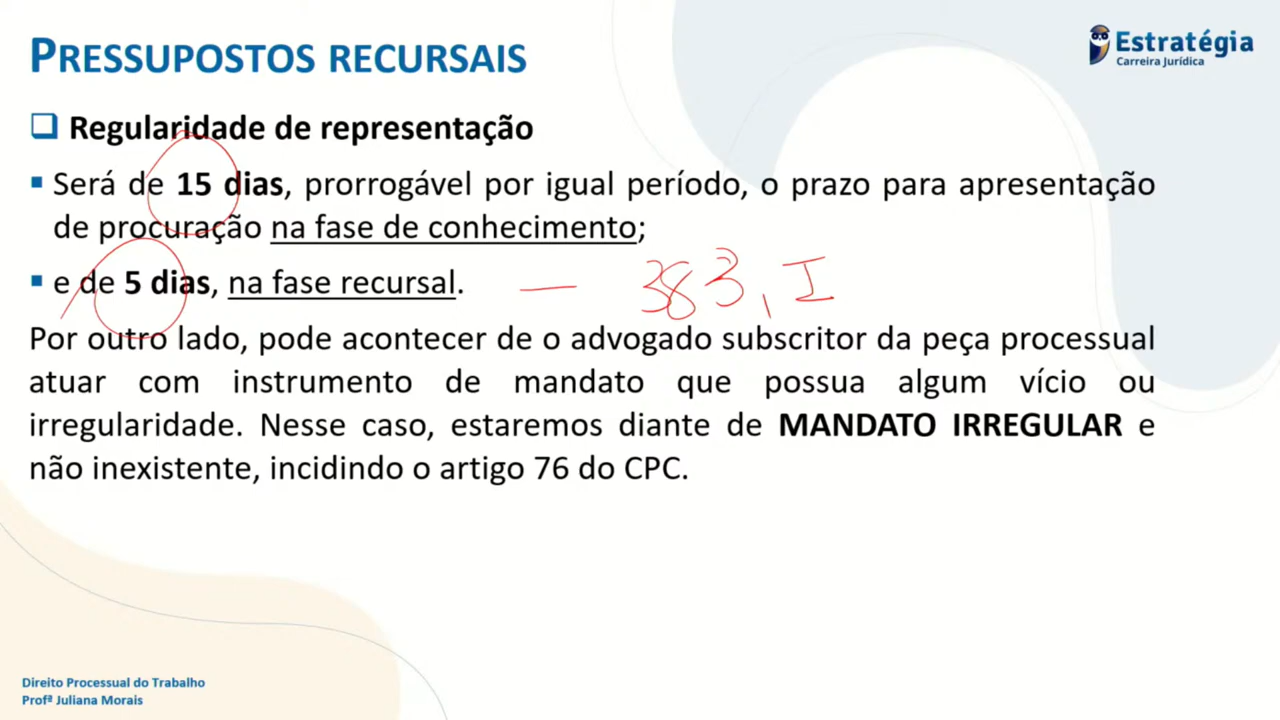 PRESSUPOSTOS RECURSAIS
Estratégia
Carreira Jurídica
Regularidade de representação
Será de 15 dias, prorrogável por igual período, o prazo para apresentação
de procuração na fase de conhecimento;
e de 5 dias, na fase recursal. — 383, I
Por outro lado, pode acontecer de o advogado subscritor da peça processual
atuar com instrumento de mandato que possua algum vício ou
irregularidade. Nesse caso, estaremos diante de MANDATO IRREGULAR e
não inexistente, incidindo o artigo 76 do CPC.
Direito Processual do Trabalho
Profª Juliana Morais